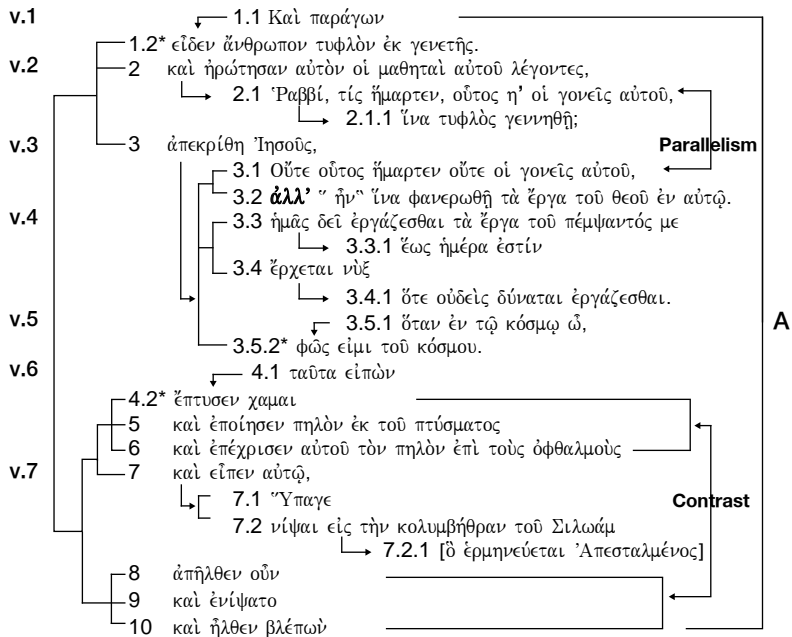 v.1 1.1 Καὶ παράγων
1.2* εἶδεν ἄνθρωπον τυφλὸν ἐκ γενετῆς.
v.2 2 καὶ ἠρώτησαν αὐτὸν οἱ μαθηταὶ αὐτοῦ λέγοντες,
2.1 Ῥαββί, τίς ἥμαρτεν, οὗτος η' οἱ γονεῖς αὐτοῦ,
2.1.1 ἵνα τυφλὸς γεννηθῇ;
v.3 3 ἀπεκρίθη Ἰησοῦς, Parallelism
3.1 Οὔτε οὗτος ἥμαρτεν οὔτε οἱ γονεῖς αὐτοῦ,
3.2 ἀλλ' “ ἦν“ ἵνα φανερωθῇ τὰ ἔργα τοῦ θεοῦ ἐν αὐτῷ.
v.4 3.3 ἡμᾶς δεῖ ἐργάζεσθαι τὰ ἔργα τοῦ πέμψαντός με
3.3.1 ἕως ἡμέρα ἐστίν
3.4 ἔρχεται νὺξ
3.4.1 ὅτε οὐδεὶς δύναται ἐργάζεσθαι.
v.5 3.5.1 ὅταν ἐν τῷ κόσμῳ ὦ, A
3.5.2* φῶς εἰμι τοῦ κόσμου.
v.6 4.1 ταῦτα εἰπὼν
4.2* ἔπτυσεν χαμαι
5 καὶ ἐποίησεν πηλὸν ἐκ τοῦ πτύσματος
6 καὶ ἐπέχρισεν αὐτοῦ τὸν πηλὸν ἐπὶ τοὺς ὀφθαλμοὺς
v.7 7 καὶ εἶπεν αὐτῷ,
7.1 Ὕπαγε Contrast
7.2 νίψαι εἰς τὴν κολυμβήθραν τοῦ Σιλωάμ
7.2.1 [ὃ ἑρμηνεύεται Ἀπεσταλμένος]
8 ἀπῆλθεν οὖν
9 καὶ ἐνίψατο
10 καὶ ἦλθεν βλέπων